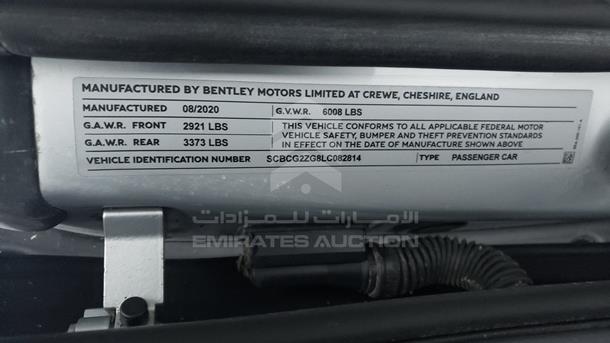 MANUFACTURED BY BENTLEY MOTORS LIMITED AT CREWE, CHESHIRE, ENGLAND
MANUFACTURED 08/2020 G.V.W.R. 6008 LBS
G.A.W.R. FRONT 2921 LBS
G.A.W.R. REAR 3373 LBS
THIS VEHICLE CONFORMS TO ALL APPLICABLE FEDERAL MOTOR
VEHICLE SAFETY, BUMPER AND THEFT PREVENTION STANDARDS
IN EFFECT ON THE DATE OF MANUFACTURE SHOWN ABOVE
VEHICLE IDENTIFICATION NUMBER SCBCG2ZG8LC082814 TYPE PASSENGER CAR
الإمارات للمزادات
EMIRATES AUCTION